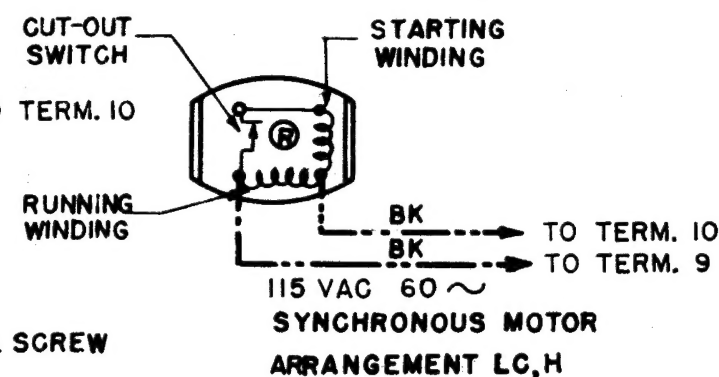 CUT-OUT
SWITCH
STARTING
WINDING
TERM. 10
R
RUNNING
WINDING
BK
TO TERM. 10
BK
TO TERM. 9
115 VAC 60 ~
SYNCHRONOUS MOTOR
SCREW
ARRANGEMENT LC,H